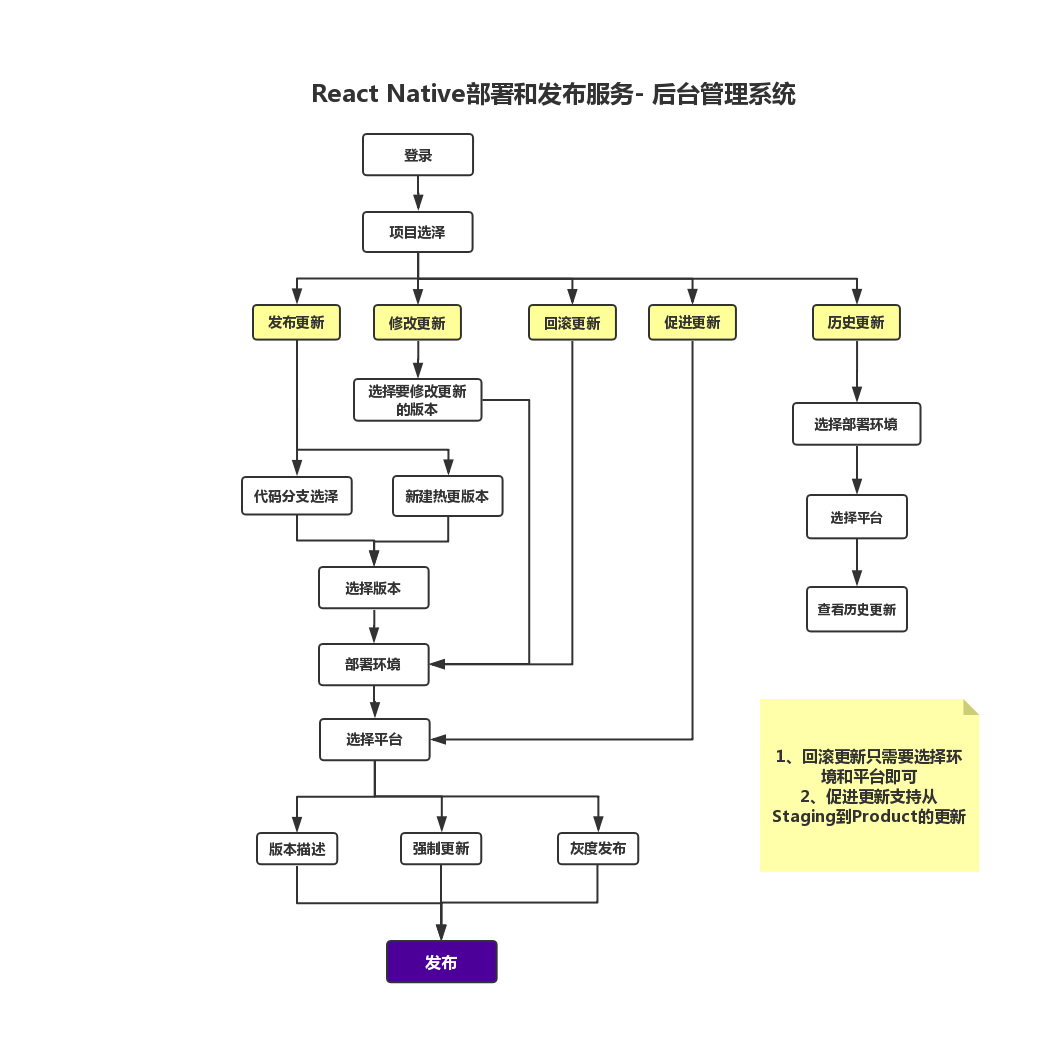 React Native部署和发布服务- 后台管理系统
登录
项目选泽
发布更新
修改更新
回滚更新
促进更新
历史更新
选择要修改更新
的版本
选择部署环境
代码分支选泽
新建热更版本
选择平台
选择版本
查看历史更新
部署环境
选择平台
1、回滚更新只需要选择环
境和平台即可
2、促进更新支持从
Staging到Product的更新
版本描述
强制更新
灰度发布
发布